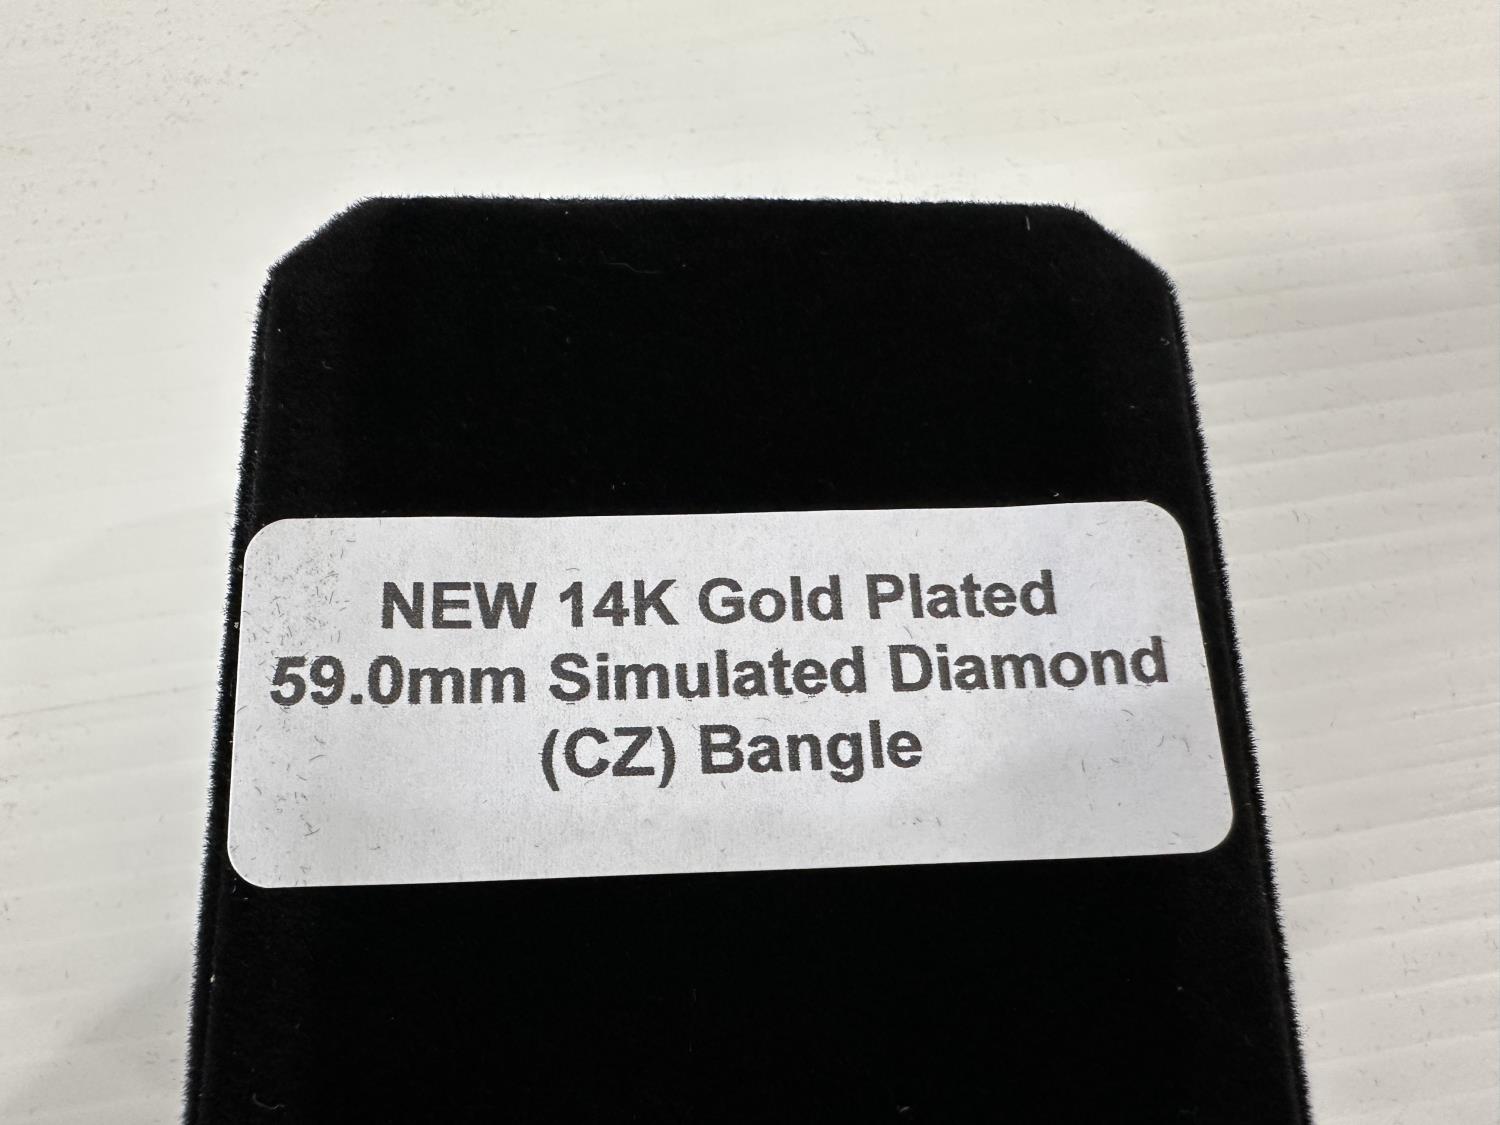 NEW 14K Gold Plated
59.0mm Simulated Diamond
(CZ) Bangle